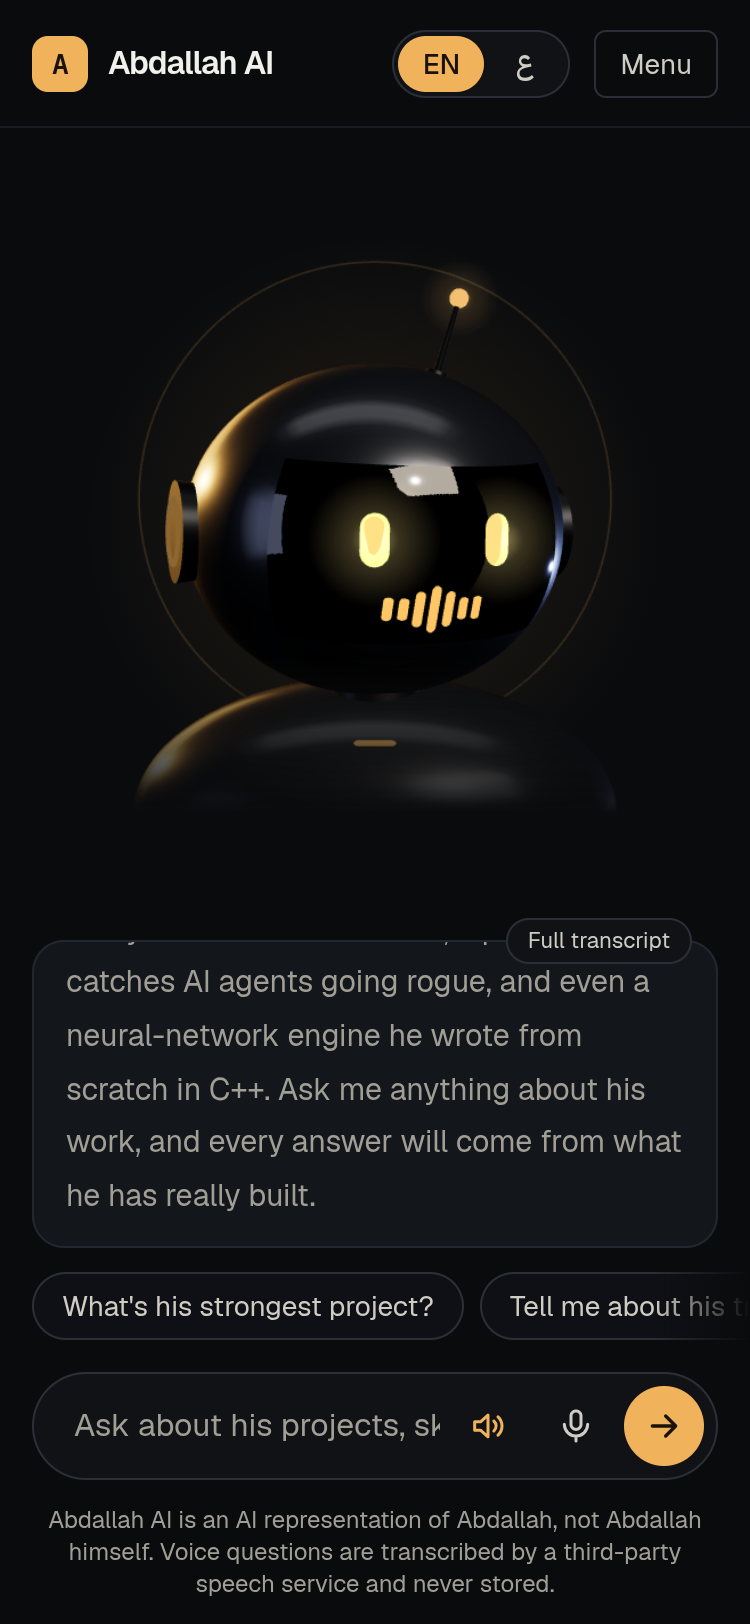 A Abdallah AI EN ع Menu
Full transcript
catches AI agents going rogue, and even a
neural-network engine he wrote from
scratch in C++. Ask me anything about his
work, and every answer will come from what
he has really built.
What's his strongest project? Tell me about his
Ask about his projects,
Abdallah AI is an AI representation of Abdallah, not Abdallah
himself. Voice questions are transcribed by a third-party
speech service and never stored.